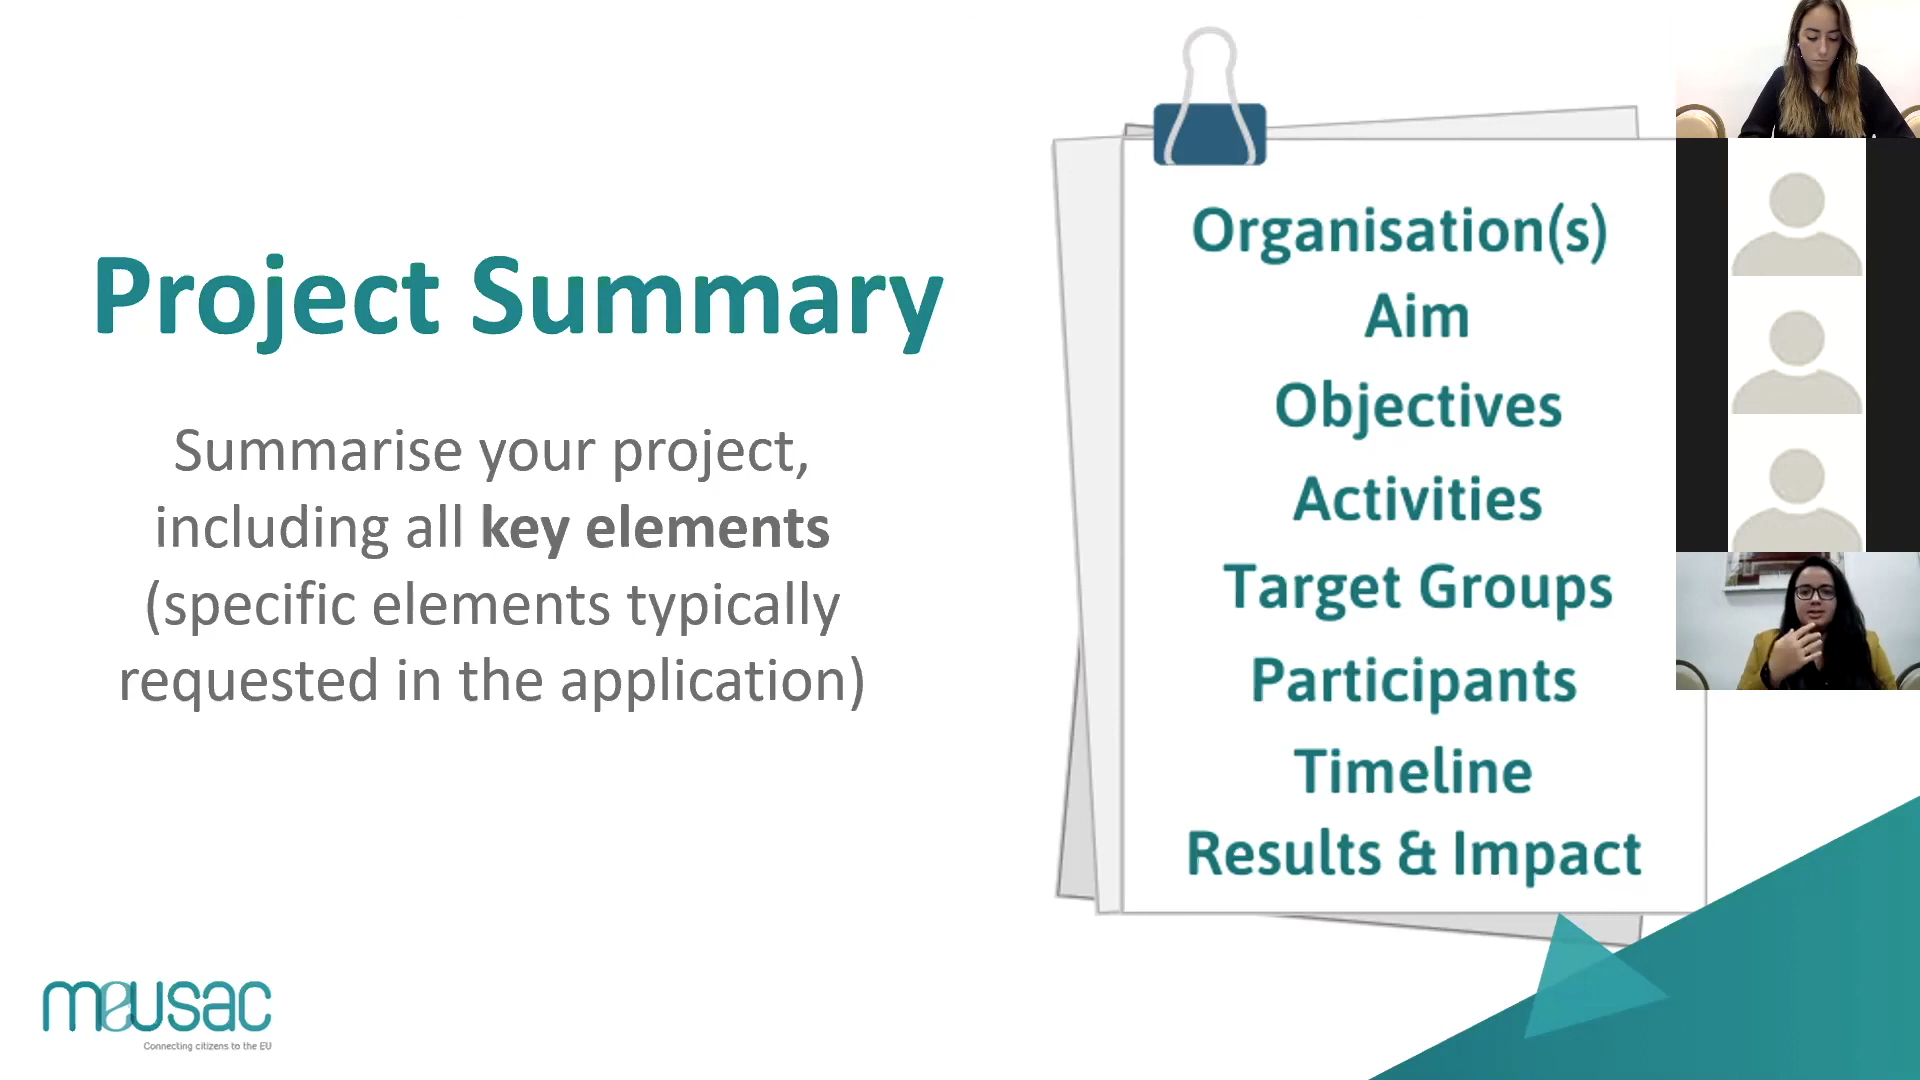 Project Summary
Summarise your project,
including all key elements
(specific elements typically
requested in the application)
Organisation(s)
Aim
Objectives
Activities
Target Groups
Participants
Timeline
Results & Impact
meusac
Connecting citizens to the EU